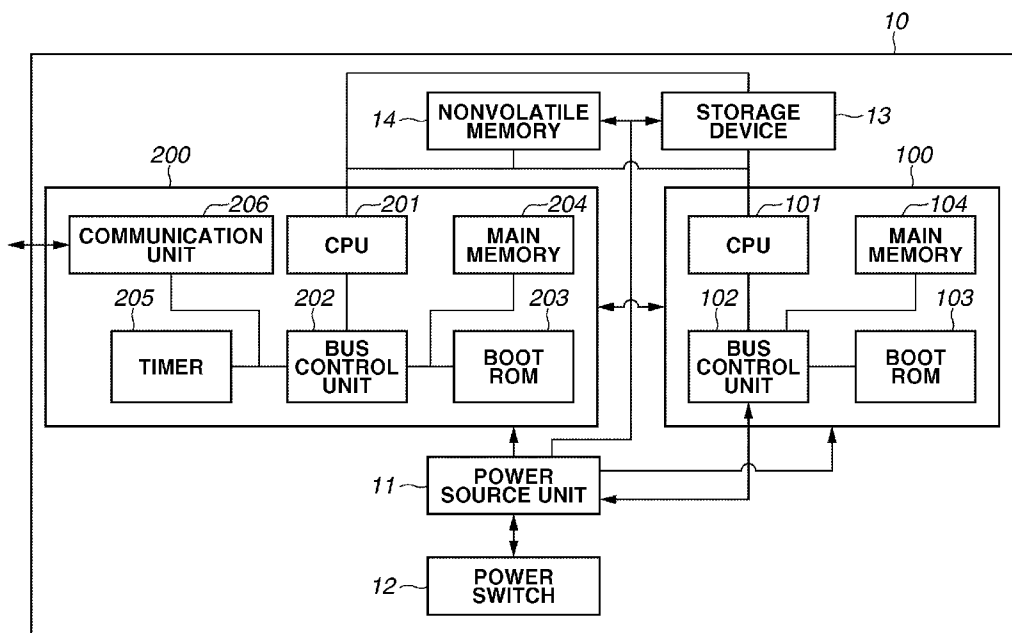 10
14
NONVOLATILE
MEMORY
STORAGE
DEVICE
13
200
100
206
COMMUNICATION
UNIT
201
CPU
204
MAIN
MEMORY
101
CPU
104
MAIN
MEMORY
205
TIMER
202
BUS
CONTROL
UNIT
203
BOOT
ROM
102
BUS
CONTROL
UNIT
103
BOOT
ROM
11
POWER
SOURCE UNIT
12
POWER
SWITCH